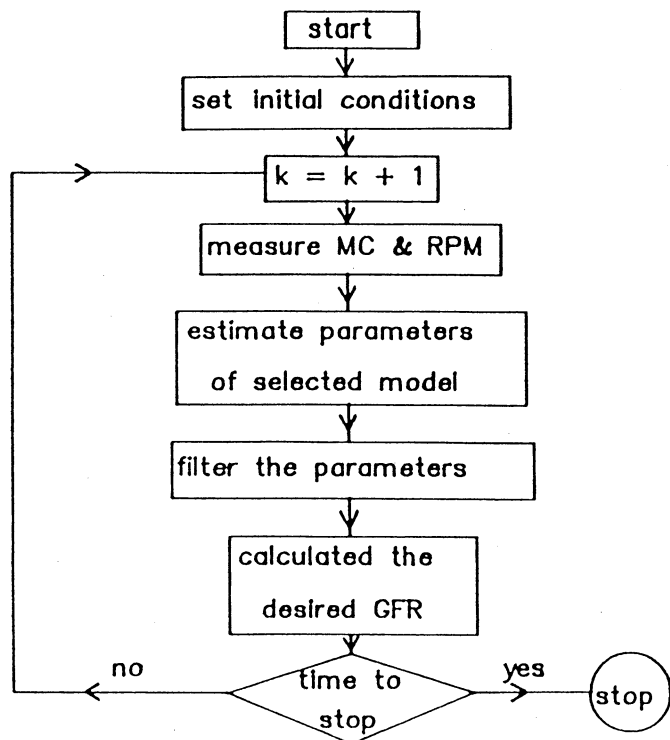 start
set initial conditions
k = k + 1
measure MC & RPM
estimate parameters
of selected model
filter the parameters
calculated the
desired GFR
no
time to
stop
yes
stop